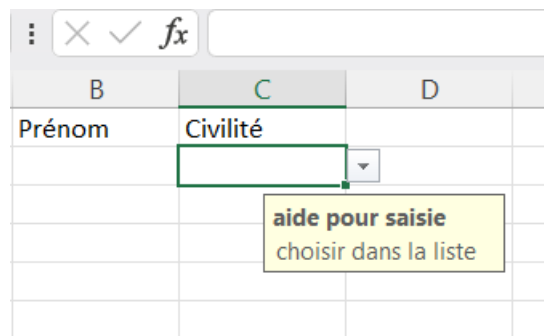 fx
B C D
Prénom Civilité
aide pour saisie
choisir dans la liste